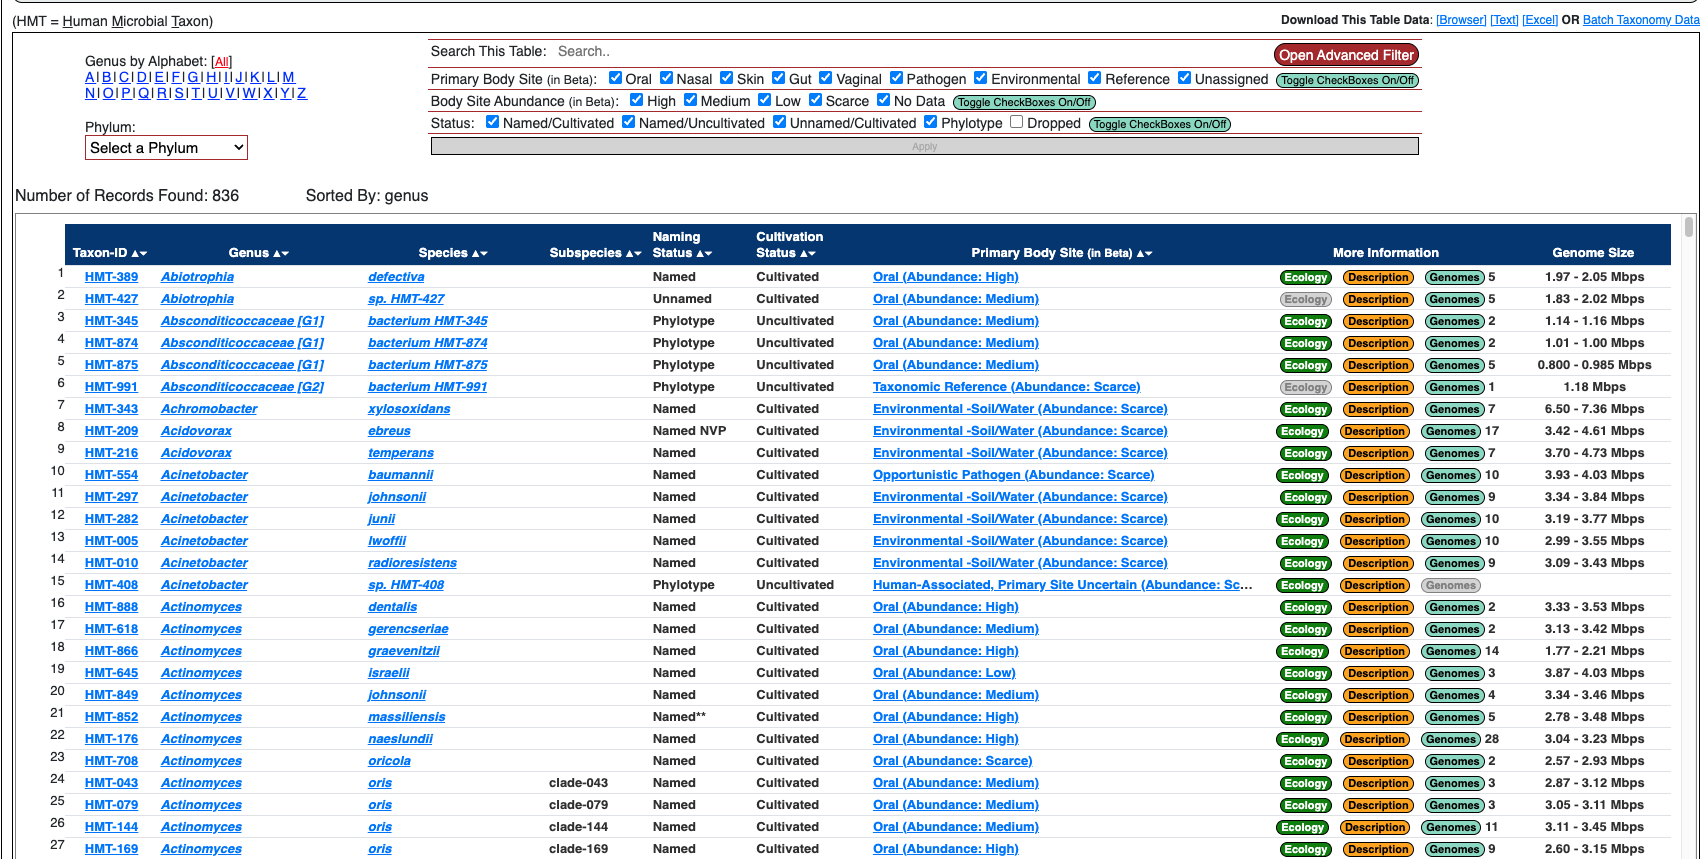 (HMT = Human Microbial Taxon)
Download This Table Data: [Browser] [Text] [Excel] OR Batch Taxonomy Data
Genus by Alphabet: [All]
A|B|C|D|E|F|G|H|I|J|K|L|M
N|O|P|Q|R|S|T|U|V|W|X|Y|Z
Phylum:
Select a Phylum
Search This Table: Search.. Open Advanced Filter
Primary Body Site (in Beta): Oral Nasal Skin Gut Vaginal Pathogen Environmental Reference Unassigned Toggle CheckBoxes On/Off
Body Site Abundance (in Beta): High Medium Low Scarce No Data Toggle CheckBoxes On/Off
Status: Named/Cultivated Named/Uncultivated Unnamed/Cultivated Phylotype Dropped Toggle CheckBoxes On/Off
Apply
Number of Records Found: 836 Sorted By: genus
Taxon-ID ▲▼ Genus ▲▼ Species ▲▼ Subspecies ▲▼ Naming Status ▲▼ Cultivation Status ▲▼ Primary Body Site (in Beta) ▲▼ More Information Genome Size
1 HMT-389 Abiotrophia defectiva Named Cultivated Oral (Abundance: High) Ecology Description Genomes 5 1.97 - 2.05 Mbps
2 HMT-427 Abiotrophia sp. HMT-427 Unnamed Cultivated Oral (Abundance: Medium) Ecology Description Genomes 5 1.83 - 2.02 Mbps
3 HMT-345 Absconditicoccaceae [G1] bacterium HMT-345 Phylotype Uncultivated Oral (Abundance: Medium) Ecology Description Genomes 2 1.14 - 1.16 Mbps
4 HMT-874 Absconditicoccaceae [G1] bacterium HMT-874 Phylotype Uncultivated Oral (Abundance: Medium) Ecology Description Genomes 2 1.01 - 1.00 Mbps
5 HMT-875 Absconditicoccaceae [G1] bacterium HMT-875 Phylotype Uncultivated Oral (Abundance: Medium) Ecology Description Genomes 5 0.800 - 0.985 Mbps
6 HMT-991 Absconditicoccaceae [G2] bacterium HMT-991 Phylotype Uncultivated Taxonomic Reference (Abundance: Scarce) Ecology Description Genomes 1 1.18 Mbps
7 HMT-343 Achromobacter xylosoxidans Named Cultivated Environmental -Soil/Water (Abundance: Scarce) Ecology Description Genomes 7 6.50 - 7.36 Mbps
8 HMT-209 Acidovorax ebreus Named NVP Cultivated Environmental -Soil/Water (Abundance: Scarce) Ecology Description Genomes 17 3.42 - 4.61 Mbps
9 HMT-216 Acidovorax temperans Named Cultivated Environmental -Soil/Water (Abundance: Scarce) Ecology Description Genomes 7 3.70 - 4.73 Mbps
10 HMT-554 Acinetobacter baumannii Named Cultivated Opportunistic Pathogen (Abundance: Scarce) Ecology Description Genomes 10 3.93 - 4.03 Mbps
11 HMT-297 Acinetobacter johnsonii Named Cultivated Environmental -Soil/Water (Abundance: Scarce) Ecology Description Genomes 9 3.34 - 3.84 Mbps
12 HMT-282 Acinetobacter junii Named Cultivated Environmental -Soil/Water (Abundance: Scarce) Ecology Description Genomes 10 3.19 - 3.77 Mbps
13 HMT-005 Acinetobacter lwoffii Named Cultivated Environmental -Soil/Water (Abundance: Scarce) Ecology Description Genomes 10 2.99 - 3.55 Mbps
14 HMT-010 Acinetobacter radioresistens Named Cultivated Environmental -Soil/Water (Abundance: Scarce) Ecology Description Genomes 9 3.09 - 3.43 Mbps
15 HMT-408 Acinetobacter sp. HMT-408 Phylotype Uncultivated Human-Associated, Primary Site Uncertain (Abundance: Sc... Ecology Description Genomes
16 HMT-888 Actinomyces dentalis Named Cultivated Oral (Abundance: High) Ecology Description Genomes 2 3.33 - 3.53 Mbps
17 HMT-618 Actinomyces gerencseriae Named Cultivated Oral (Abundance: Medium) Ecology Description Genomes 2 3.13 - 3.42 Mbps
18 HMT-866 Actinomyces graevenitzii Named Cultivated Oral (Abundance: High) Ecology Description Genomes 14 1.77 - 2.21 Mbps
19 HMT-645 Actinomyces israelii Named Cultivated Oral (Abundance: Low) Ecology Description Genomes 3 3.87 - 4.03 Mbps
20 HMT-849 Actinomyces johnsonii Named Cultivated Oral (Abundance: Medium) Ecology Description Genomes 4 3.34 - 3.46 Mbps
21 HMT-852 Actinomyces massiliensis Named** Cultivated Oral (Abundance: High) Ecology Description Genomes 5 2.78 - 3.48 Mbps
22 HMT-176 Actinomyces naeslundii Named Cultivated Oral (Abundance: High) Ecology Description Genomes 28 3.04 - 3.23 Mbps
23 HMT-708 Actinomyces oricola Named Cultivated Oral (Abundance: Scarce) Ecology Description Genomes 2 2.57 - 2.93 Mbps
24 HMT-043 Actinomyces oris clade-043 Named Cultivated Oral (Abundance: Medium) Ecology Description Genomes 3 2.87 - 3.12 Mbps
25 HMT-079 Actinomyces oris clade-079 Named Cultivated Oral (Abundance: Medium) Ecology Description Genomes 3 3.05 - 3.11 Mbps
26 HMT-144 Actinomyces oris clade-144 Named Cultivated Oral (Abundance: Medium) Ecology Description Genomes 11 3.11 - 3.45 Mbps
27 HMT-169 Actinomyces oris clade-169 Named Cultivated Oral (Abundance: High) Ecology Description Genomes 9 2.60 - 3.15 Mbps